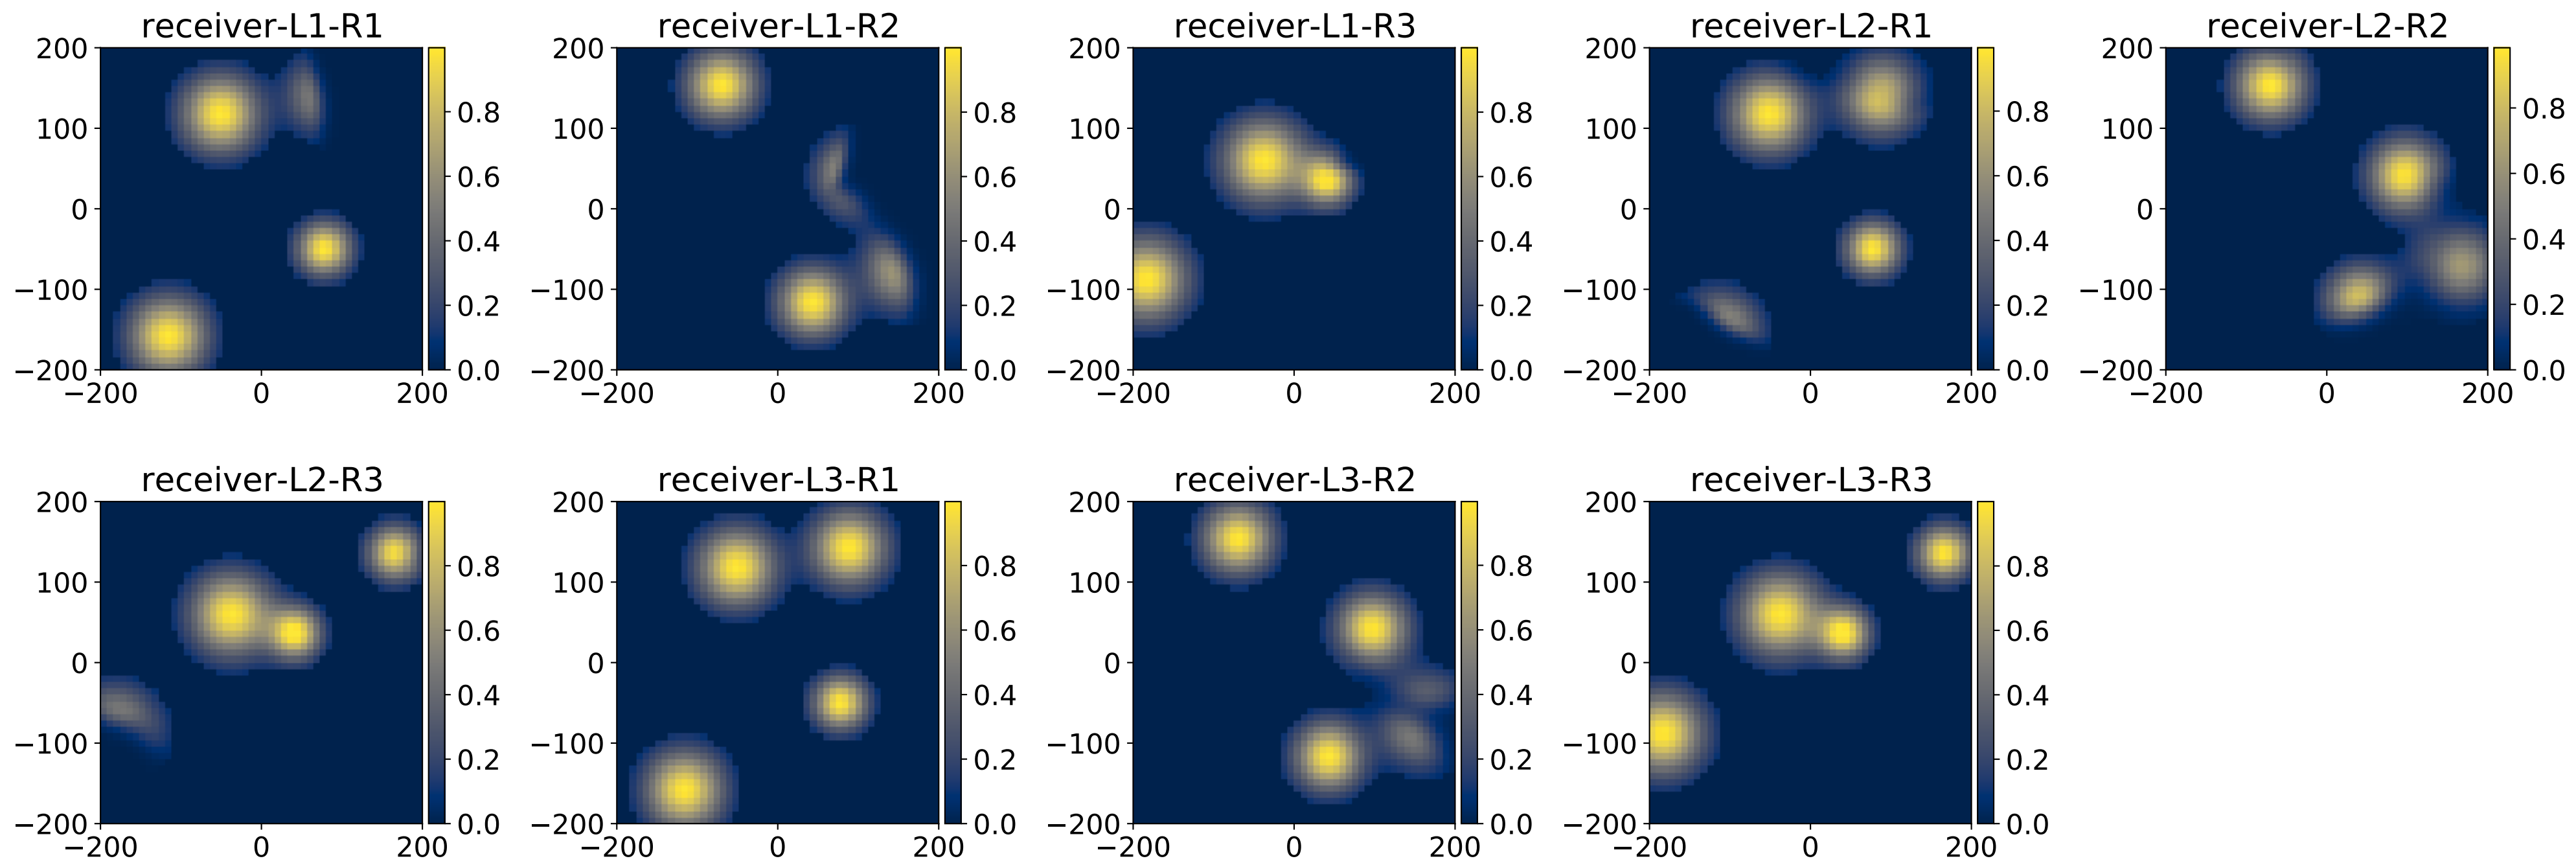 receiver-L1-R1 receiver-L1-R2 receiver-L1-R3 receiver-L2-R1 receiver-L2-R2
200 200 200 200 200
0.8 0.8 0.8 0.8 0.8
100 100 100 100 100
0.6 0.6 0.6 0.6 0.6
0 0 0 0 0
0.4 0.4 0.4 0.4 0.4
−100 −100 −100 −100 −100
0.2 0.2 0.2 0.2 0.2
−200 0.0 −200 0.0 −200 0.0 −200 0.0 −200 0.0
−200 0 200 −200 0 200 −200 0 200 −200 0 200 −200 0 200
receiver-L2-R3 receiver-L3-R1 receiver-L3-R2 receiver-L3-R3
200 200 200 200
0.8 0.8 0.8 0.8
100 100 100 100
0.6 0.6 0.6 0.6
0 0 0 0
0.4 0.4 0.4 0.4
−100 −100 −100 −100
0.2 0.2 0.2 0.2
−200 0.0 −200 0.0 −200 0.0 −200 0.0
−200 0 200 −200 0 200 −200 0 200 −200 0 200